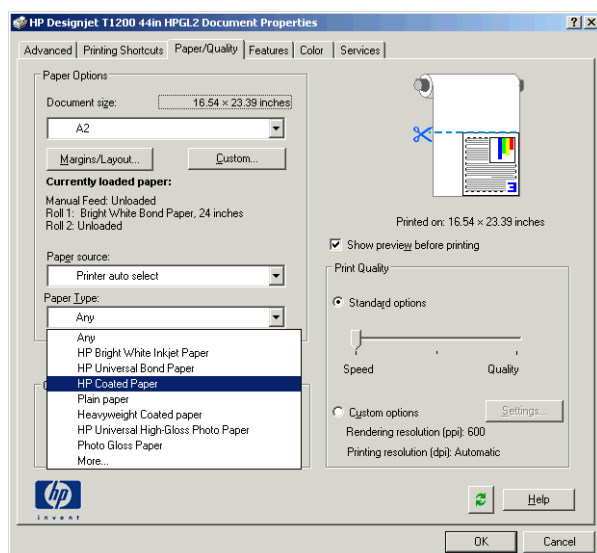 HP Designjet T1200 44in HPGL2 Document Properties
Advanced
Printing Shortcuts
Paper/Quality
Features
Color
Services
Paper Options
Document size:
16.54 × 23.39 inches
A2
Margins/Layout...
Custom...
Currently loaded paper:
Manual Feed: Unloaded
Roll 1: Bright White Bond Paper, 24 inches
Roll 2: Unloaded
Paper source:
Printer auto select
Paper Type:
Any
Any
HP Bright White Inkjet Paper
HP Universal Bond Paper
HP Coated Paper
Plain paper
Heavyweight Coated paper
HP Universal High-Gloss Photo Paper
Photo Gloss Paper
More...
3
Printed on: 16.54 × 23.39 inches
Show preview before printing
Print Quality
Standard options
Speed
Quality
Custom options
Settings...
Rendering resolution (ppi): 600
Printing resolution (dpi): Automatic
hp
invent
Help
OK
Cancel